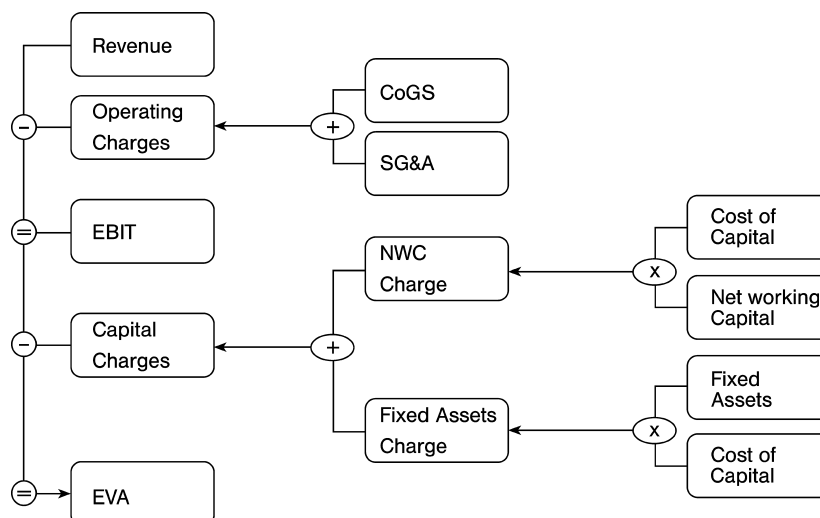 Revenue
Operating
Charges
−
CoGS
+
SG&A
EBIT
=
Cost of
Capital
NWC
Charge
x
Net working
Capital
Capital
Charges
−
+
Fixed
Assets
Fixed Assets
Charge
x
Cost of
Capital
=
EVA